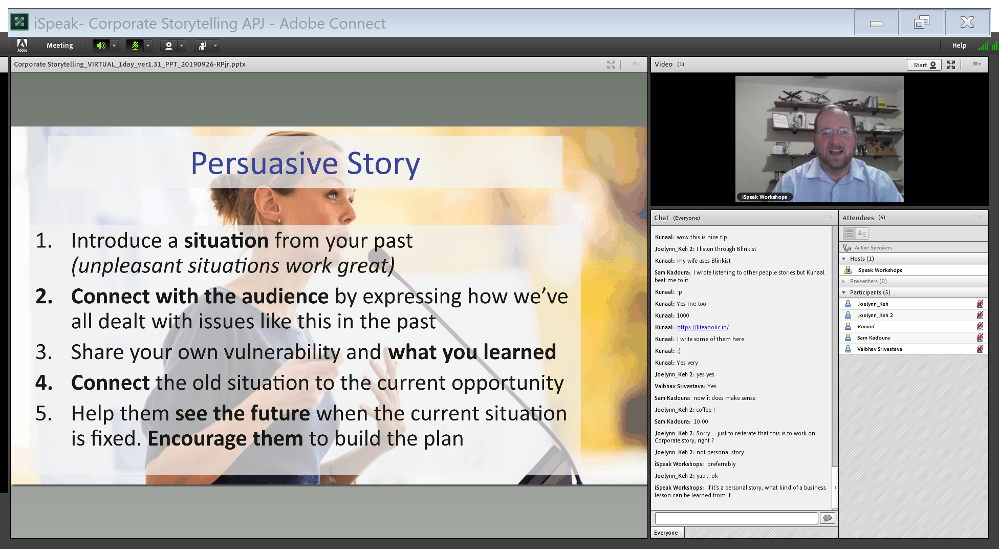 iSpeak- Corporate Storytelling APJ - Adobe Connect
Adobe
Meeting
Help
Corporate Storytelling_VIRTUAL_1day_ver1.31_PPT_20190926-RPjr.pptx
Persuasive Story
1. Introduce a situation from your past
(unpleasant situations work great)
2. Connect with the audience by expressing how we've
all dealt with issues like this in the past
3. Share your own vulnerability and what you learned
4. Connect the old situation to the current opportunity
5. Help them see the future when the current situation
is fixed. Encourage them to build the plan
Video (1)
Start
iSpeak Workshops
Chat (Everyone)
Kunaal: wow this is nice tip
Joelynn_Keh 2: I listen through Blinkist
Kunaal: my wife uses Blinkist
Sam Kadoura: I wrote listening to other people stories but Kunaal
beat me to it
Kunaal: :p
Kunaal: Yes me too
Kunaal: 1000
Kunaal: https://lifeaholic.in/
Kunaal: I write some of them here
Kunaal: :)
Kunaal: Yes very
Joelynn_Keh 2: yes yes
Vaibhav Srivastava: Yes
Sam Kadoura: now it does make sense
Joelynn_Keh 2: coffee !
Sam Kadoura: 10:00
Joelynn_Keh 2: Sorry ... just to reiterate that this is to work on
Corporate story, right ?
Joelynn_Keh 2: not personal story
iSpeak Workshops: preferrably
Joelynn_Keh 2: yup .. ok
iSpeak Workshops: if it's a personal story, what kind of a business
lesson can be learned from it
Everyone
Attendees (6)
Active Speakers
Hosts (1)
iSpeak Workshops
Presenters (0)
Participants (5)
Joelynn_Keh
Joelynn_Keh 2
Kunaal
Sam Kadoura
Vaibhav Srivastava